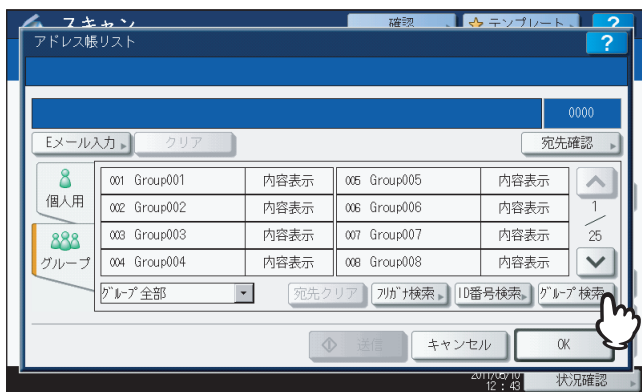 スキャン 確認 テンプレート ?
アドレス帳リスト ?
0000
Eメール入力 クリア 宛先確認
個人用
グループ
001 Group001 内容表示 005 Group005 内容表示
002 Group002 内容表示 006 Group006 内容表示
003 Group003 内容表示 007 Group007 内容表示
004 Group004 内容表示 008 Group008 内容表示
1
25
グループ全部 宛先クリア フリガナ検索 ID番号検索 グループ検索
送信 キャンセル OK
2011/05/10
12:43 状況確認